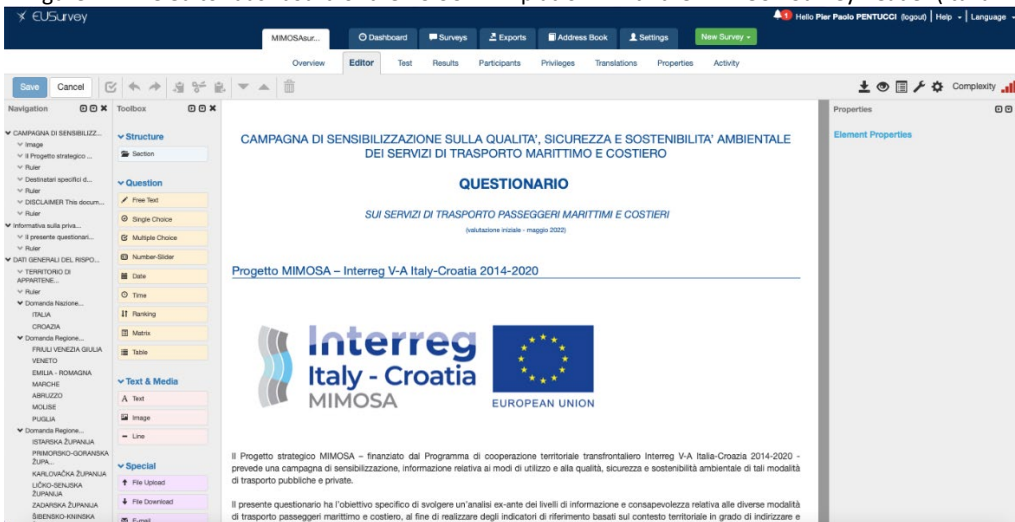 EUSurvey
1 Hello Pier Paolo PENTUCCI (logout) | Help | Language
MIMOSAsur... Dashboard Surveys Exports Address Book Settings New Survey
Overview Editor Test Results Participants Privileges Translations Properties Activity
Save Cancel Complexity
Navigation
CAMPAGNA DI SENSIBILIZZ...
Image
Il Progetto strategico ...
Ruler
Destinatari specifici d...
Ruler
DISCLAIMER This docum...
Ruler
Informativa sulla priva...
Il presente questionari...
Ruler
DATI GENERALI DEL RISPO...
TERRITORIO DI
APPARTENE...
Ruler
Domanda Nazione...
ITALIA
CROAZIA
Domanda Regione...
FRIULI VENEZIA GIULIA
VENETO
EMILIA - ROMAGNA
MARCHE
ABRUZZO
MOLISE
PUGLIA
Domanda Regione...
ISTARSKA ŽUPANIJA
PRIMORSKO-GORANSKA
ŽUPA...
KARLOVAČKA ŽUPANIJA
LIČKO-SENJSKA
ŽUPANIJA
ZADARSKA ŽUPANIJA
ŠIBENSKO-KNINSKA
Toolbox
Structure
Section
Question
Free Text
Single Choice
Multiple Choice
Number-Slider
Date
Time
Ranking
Matrix
Table
Text & Media
Text
Image
Line
Special
File Upload
File Download
E-mail
CAMPAGNA DI SENSIBILIZZAZIONE SULLA QUALITA', SICUREZZA E SOSTENIBILITA' AMBIENTALE
DEI SERVIZI DI TRASPORTO MARITTIMO E COSTIERO
QUESTIONARIO
SUI SERVIZI DI TRASPORTO PASSEGGERI MARITTIMI E COSTIERI
(valutazione iniziale - maggio 2022)
Progetto MIMOSA – Interreg V-A Italy-Croatia 2014-2020
Interreg
Italy - Croatia
MIMOSA
EUROPEAN UNION
Il Progetto strategico MIMOSA – finanziato dal Programma di cooperazione territoriale transfrontaliero Interreg V-A Italia-Croazia 2014-2020 -
prevede una campagna di sensibilizzazione, informazione relativa ai modi di utilizzo e alla qualità, sicurezza e sostenibilità ambientale di tali modalità
di trasporto pubbliche e private.
Il presente questionario ha l'obiettivo specifico di svolgere un'analisi ex-ante dei livelli di informazione e consapevolezza relativa alle diverse modalità
di trasporto passeggeri marittimo e costiero, al fine di realizzare degli indicatori di riferimento basati sul contesto territoriale in grado di indirizzare e
Properties
Element Properties